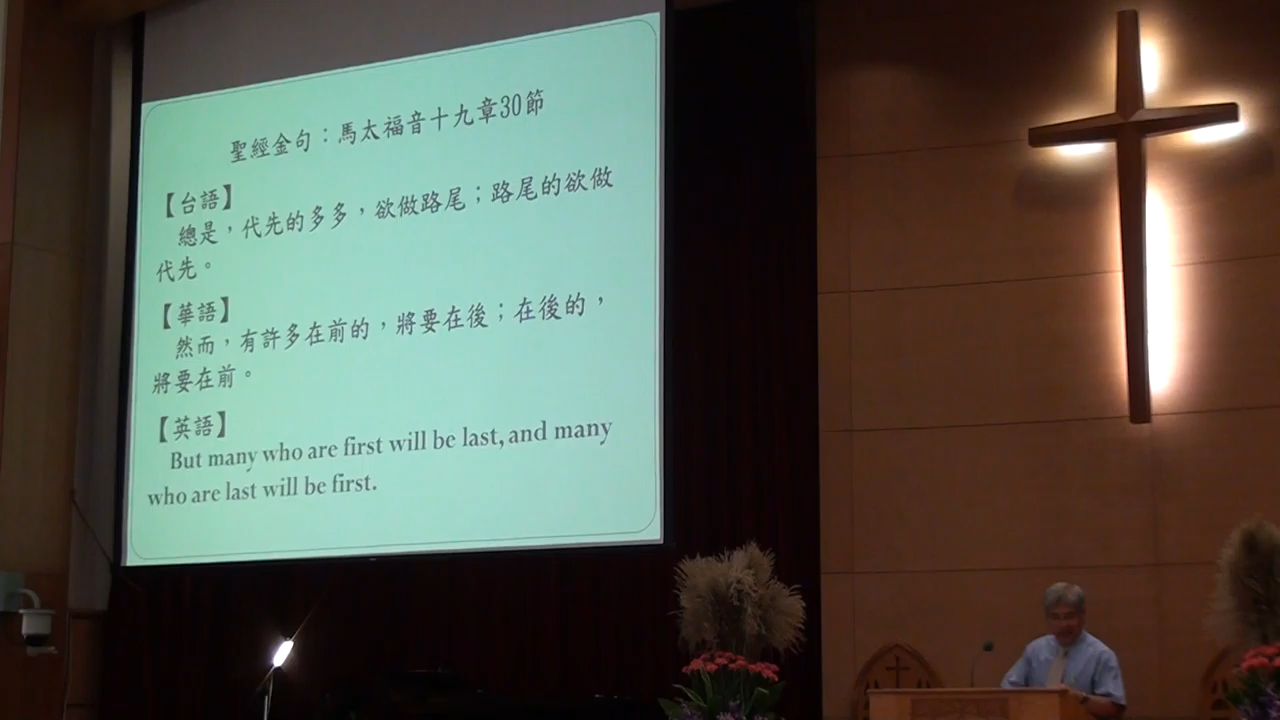 聖經金句：馬太福音十九章30節
【台語】
總是，代先的多多，欲做路尾；路尾的欲做
代先。
【華語】
然而，有許多在前的，將要在後；在後的，
將要在前。
【英語】
But many who are first will be last, and many
who are last will be first.